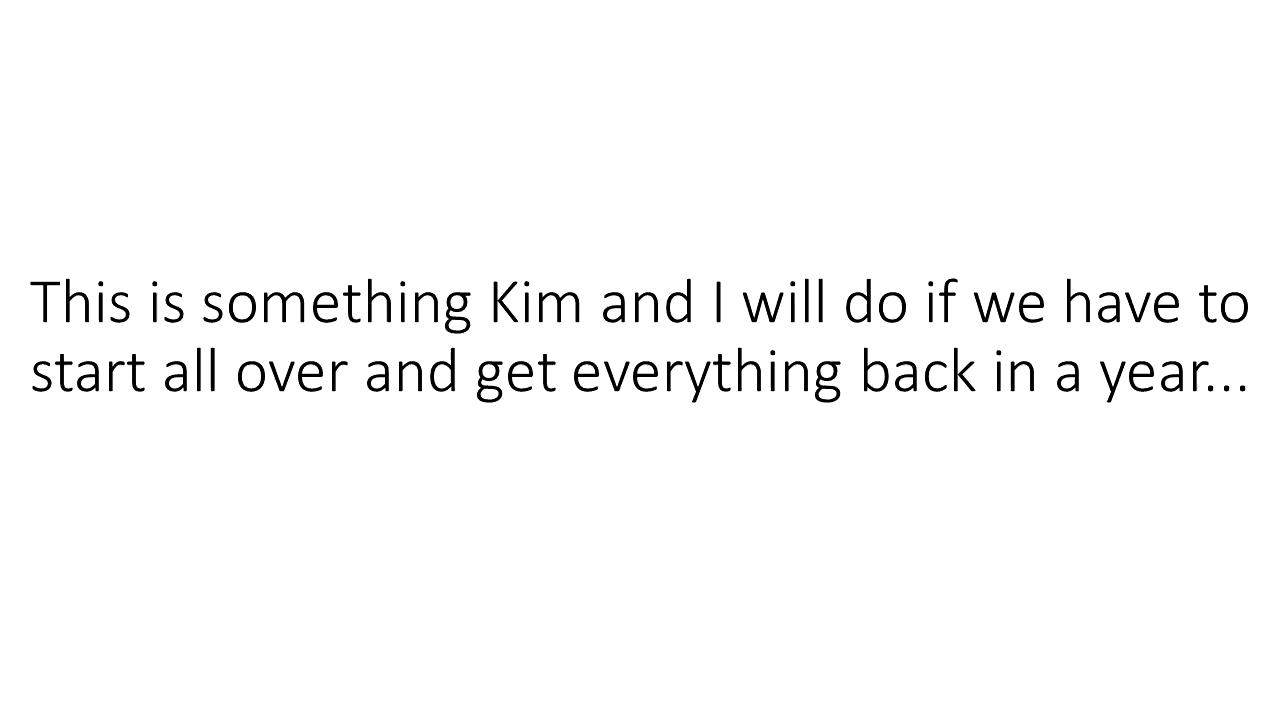 This is something Kim and I will do if we have to
start all over and get everything back in a year...